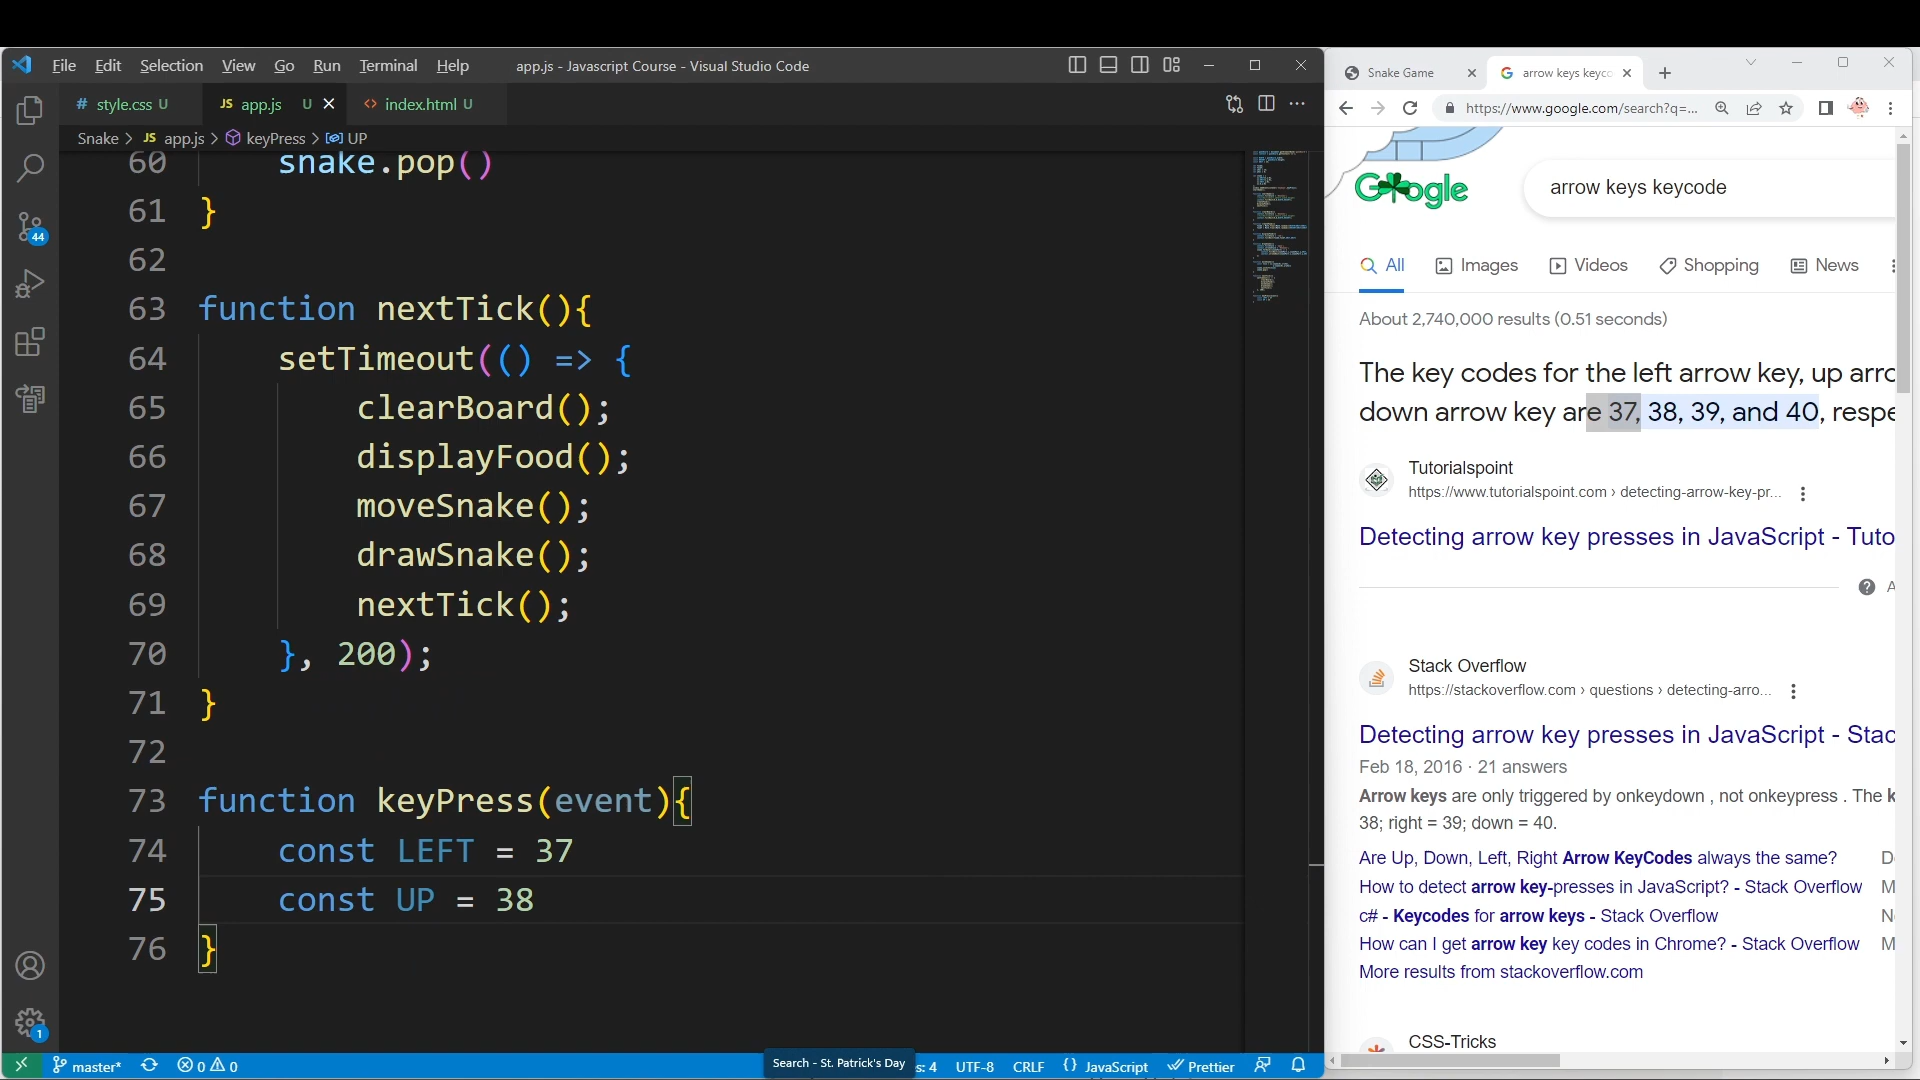 File Edit Selection View Go Run Terminal Help
app.js - Javascript Course - Visual Studio Code
# style.css U
JS app.js U
<> index.html U
Snake > JS app.js > keyPress > UP
60 snake.pop()
61 }
62
63 function nextTick(){
64 setTimeout(() => {
65 clearBoard();
66 displayFood();
67 moveSnake();
68 drawSnake();
69 nextTick();
70 }, 200);
71 }
72
73 function keyPress(event){
74 const LEFT = 37
75 const UP = 38
76 }
44
1
master*
0 0
Search - St. Patrick's Day
s: 4 UTF-8 CRLF {} JavaScript Prettier
Snake Game
arrow keys keyco
https://www.google.com/search?q=...
Google
arrow keys keycode
All Images Videos Shopping News
About 2,740,000 results (0.51 seconds)
The key codes for the left arrow key, up arro
down arrow key are 37, 38, 39, and 40, respe
Tutorialspoint
https://www.tutorialspoint.com › detecting-arrow-key-pr...
Detecting arrow key presses in JavaScript - Tuto
A
Stack Overflow
https://stackoverflow.com › questions › detecting-arro...
Detecting arrow key presses in JavaScript - Stac
Feb 18, 2016 · 21 answers
Arrow keys are only triggered by onkeydown , not onkeypress . The k
38; right = 39; down = 40.
Are Up, Down, Left, Right Arrow KeyCodes always the same? D
How to detect arrow key-presses in JavaScript? - Stack Overflow M
c# - Keycodes for arrow keys - Stack Overflow N
How can I get arrow key key codes in Chrome? - Stack Overflow M
More results from stackoverflow.com
CSS-Tricks